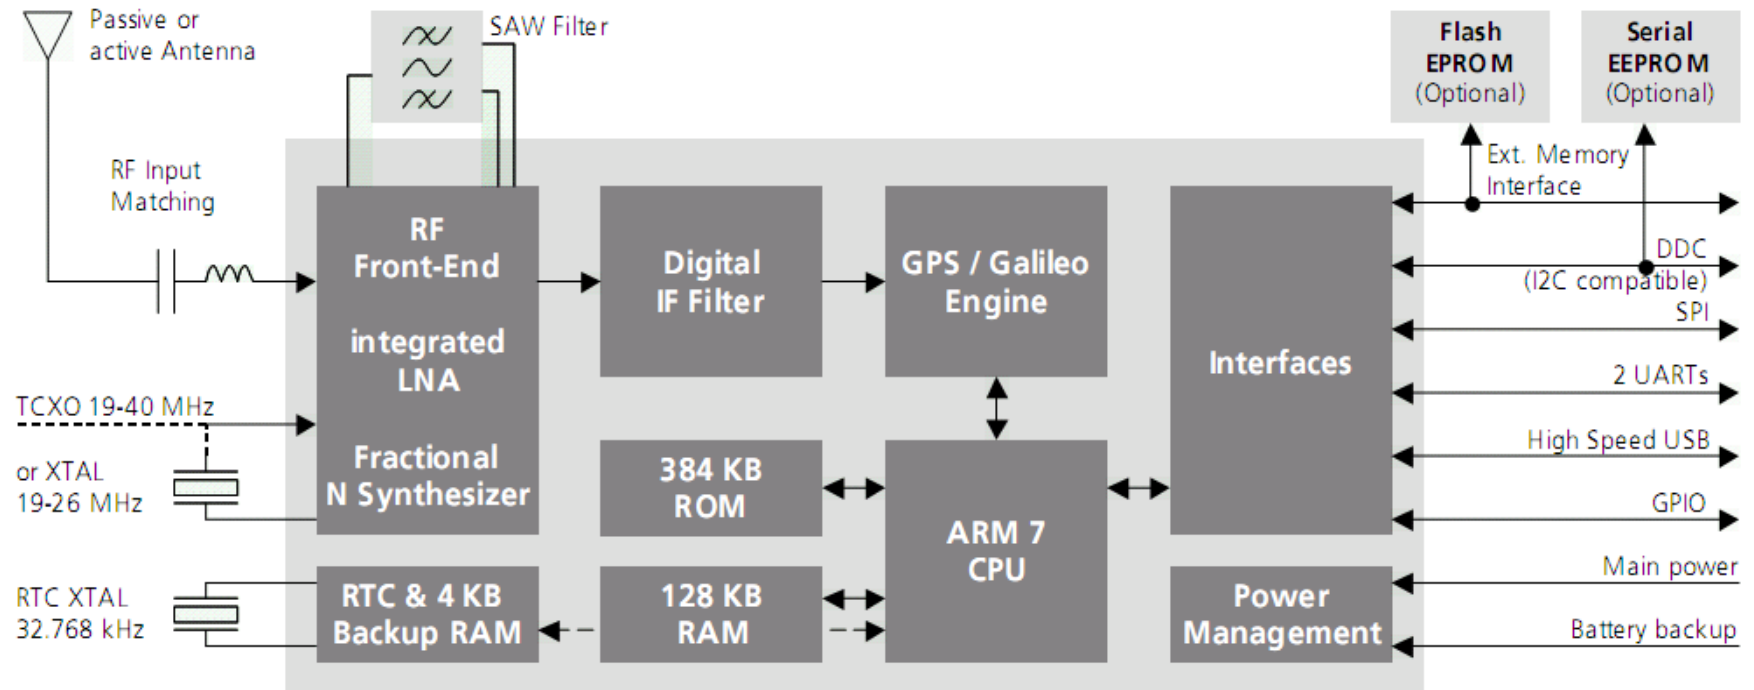 Passive or
active Antenna
SAW Filter
Flash
EPROM
(Optional)
Serial
EEPROM
(Optional)
RF Input
Matching
Ext. Memory
Interface
RF
Front-End
integrated
LNA
Fractional
N Synthesizer
Digital
IF Filter
GPS / Galileo
Engine
Interfaces
DDC
(I2C compatible)
SPI
2 UARTs
High Speed USB
GPIO
TCXO 19-40 MHz
or XTAL
19-26 MHz
384 KB
ROM
ARM 7
CPU
RTC XTAL
32.768 kHz
RTC & 4 KB
Backup RAM
128 KB
RAM
Power
Management
Main power
Battery backup